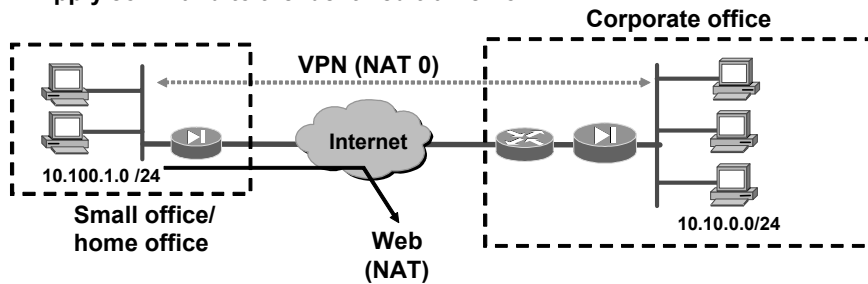 Corporate office
VPN (NAT 0)
Internet
10.100.1.0 /24
10.10.0.0/24
Small office/
home office
Web
(NAT)